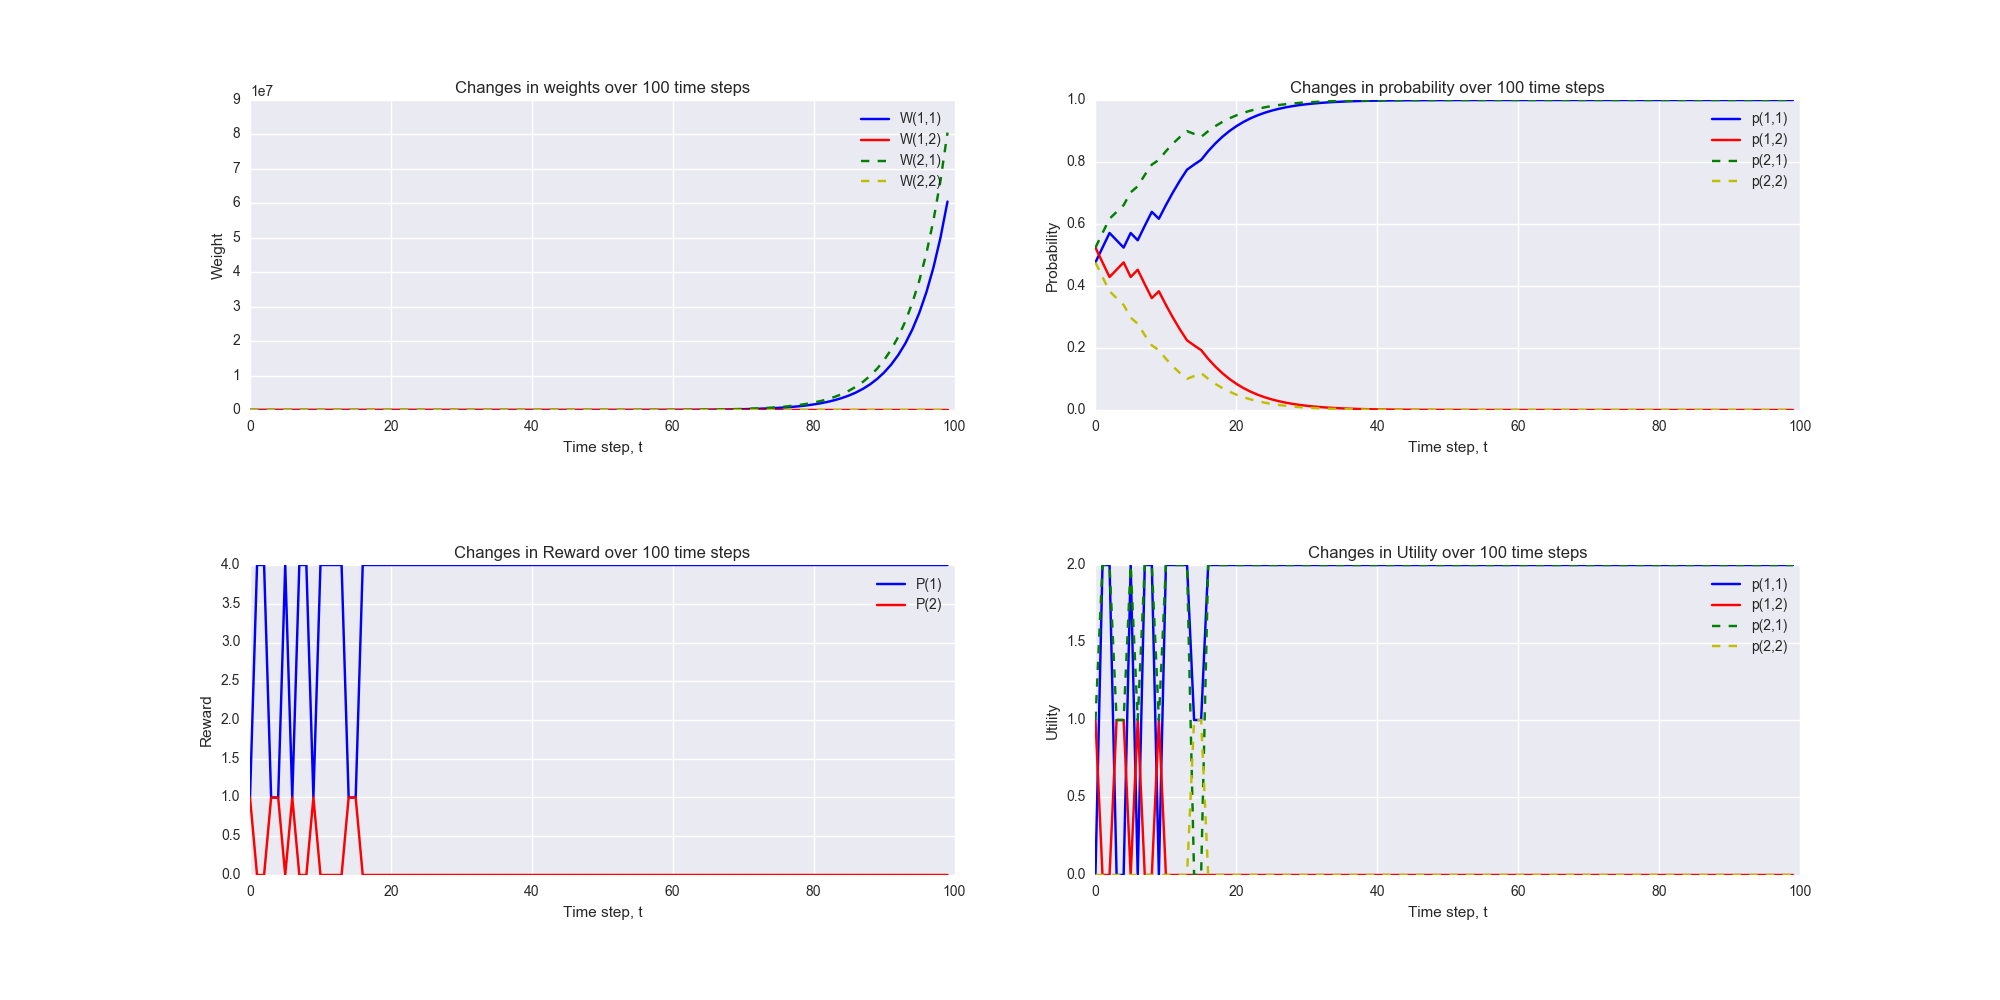 Changes in weights over 100 time steps
1e7
9
8
7
6
5
4
3
2
1
0
Weight
W(1,1)
W(1,2)
W(2,1)
W(2,2)
0 20 40 60 80 100
Time step, t
Changes in probability over 100 time steps
1.0
0.8
0.6
0.4
0.2
0.0
Probability
p(1,1)
p(1,2)
p(2,1)
p(2,2)
0 20 40 60 80 100
Time step, t
Changes in Reward over 100 time steps
4.0
3.5
3.0
2.5
2.0
1.5
1.0
0.5
0.0
Reward
P(1)
P(2)
0 20 40 60 80 100
Time step, t
Changes in Utility over 100 time steps
2.0
1.5
1.0
0.5
0.0
Utility
p(1,1)
p(1,2)
p(2,1)
p(2,2)
0 20 40 60 80 100
Time step, t